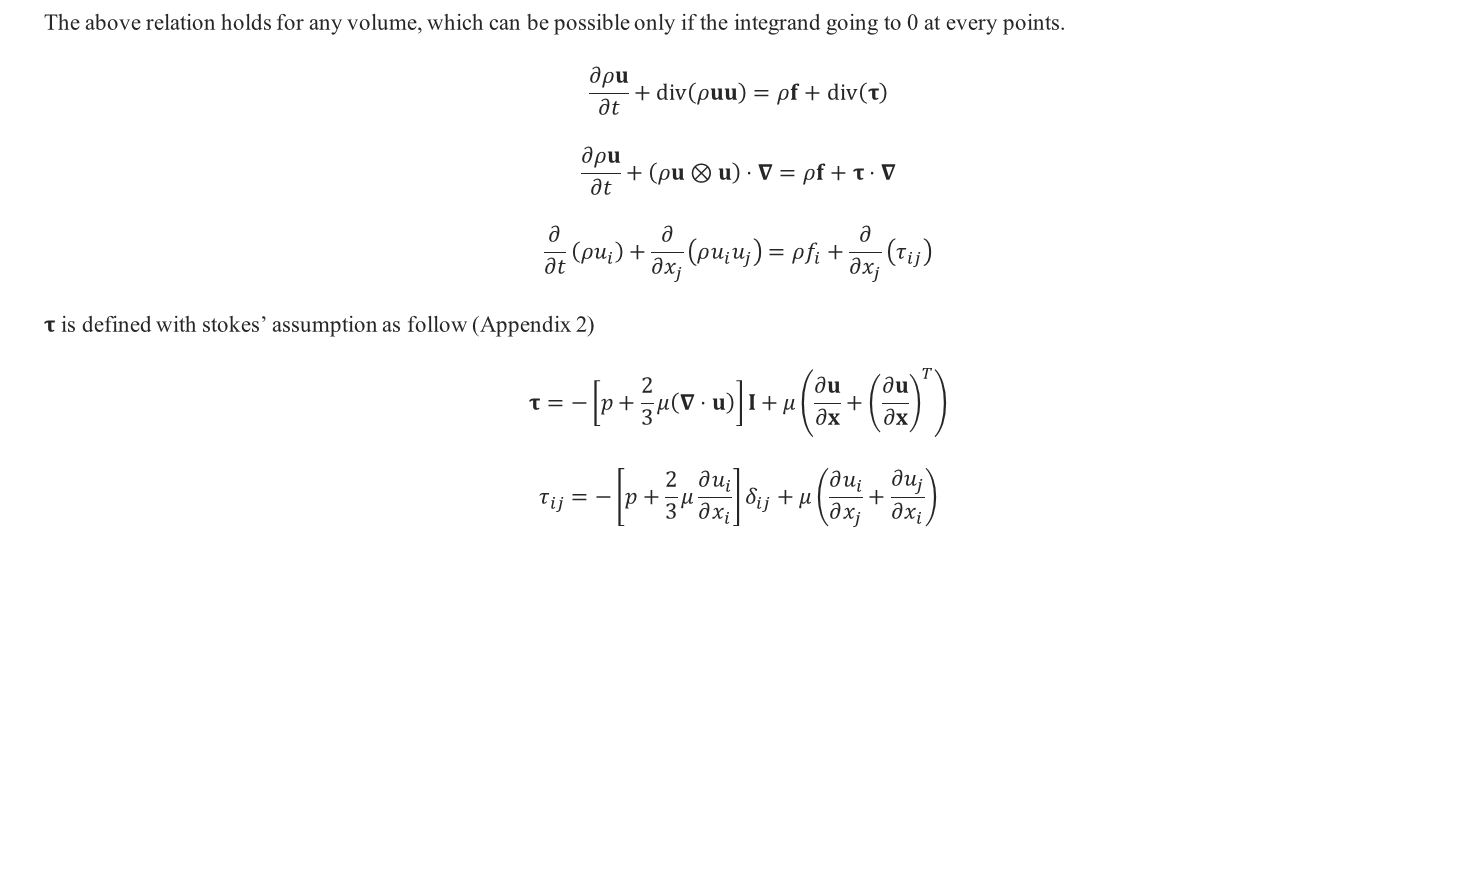 The above relation holds for any volume, which can be possible only if the integrand going to 0 at every points.
∂ρ𝐮/∂t + div(ρ𝐮𝐮) = ρ𝐟 + div(𝛕)
∂ρ𝐮/∂t + (ρ𝐮 ⊗ 𝐮) · 𝛁 = ρ𝐟 + 𝛕 · 𝛁
∂/∂t (ρu_i) + ∂/∂x_j (ρu_i u_j) = ρf_i + ∂/∂x_j (τ_ij)
𝛕 is defined with stokes’ assumption as follow (Appendix 2)
𝛕 = −[p + 2/3 μ(𝛁 · 𝐮)] 𝐈 + μ(∂𝐮/∂𝐱 + (∂𝐮/∂𝐱)^T)
τ_ij = −[p + 2/3 μ ∂u_i/∂x_i] δ_ij + μ(∂u_i/∂x_j + ∂u_j/∂x_i)